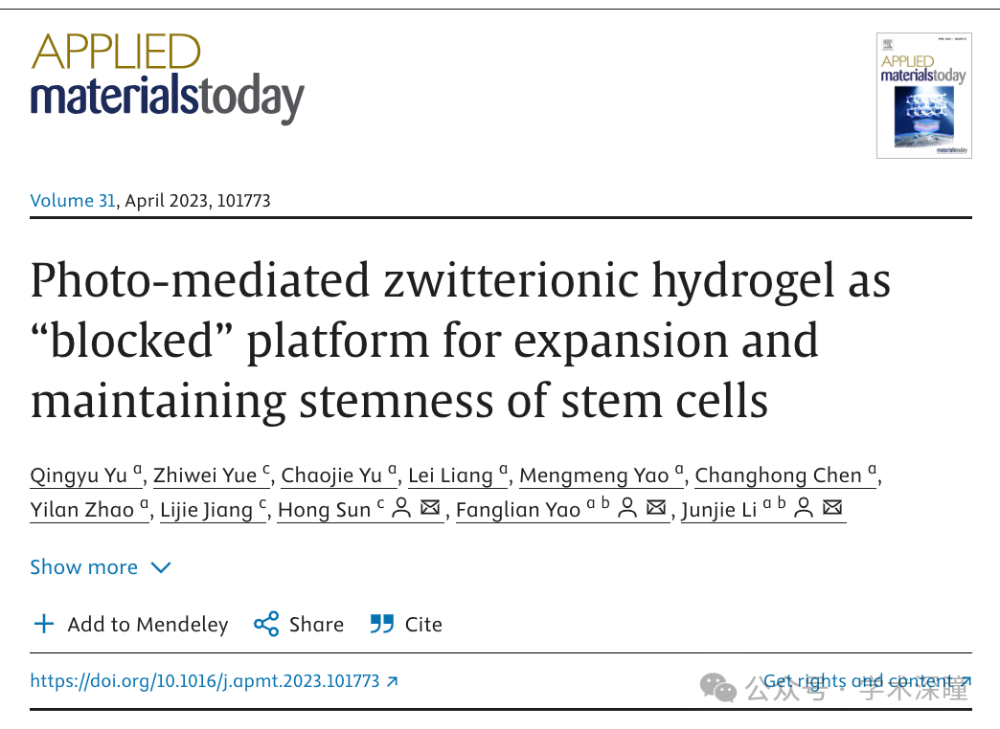 APPLIED
materialstoday
APPLIED
materialstoday
materialstoday
Volume 31, April 2023, 101773
Photo-mediated zwitterionic hydrogel as
“blocked” platform for expansion and
maintaining stemness of stem cells
Qingyu Yu a, Zhiwei Yue c, Chaojie Yu a, Lei Liang a, Mengmeng Yao a, Changhong Chen a,
Yilan Zhao a, Lijie Jiang c, Hong Sun c, Fanglian Yao a b, Junjie Li a b
Show more
Add to Mendeley Share Cite
https://doi.org/10.1016/j.apmt.2023.101773 Get rights and content
公众号 · 学术深瞳